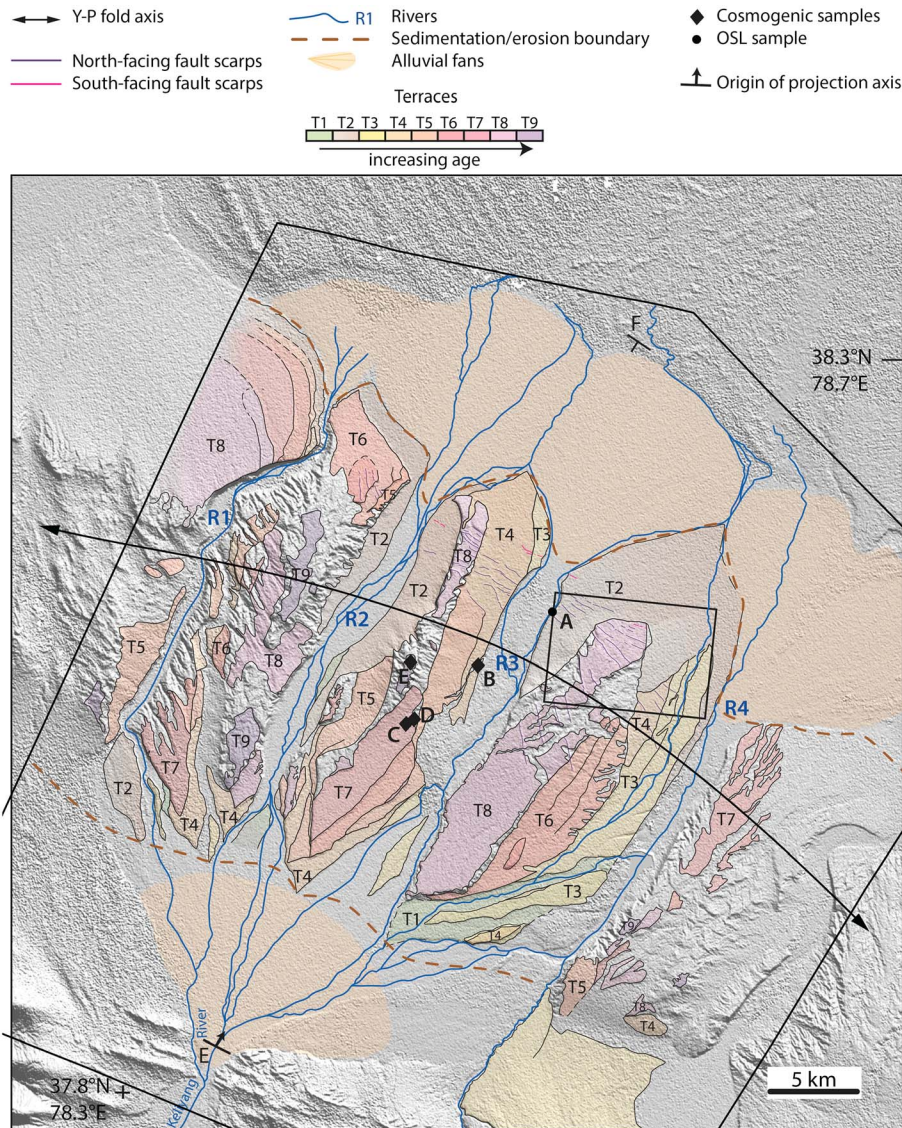 Y-P fold axis
North-facing fault scarps
South-facing fault scarps
R1 Rivers
Sedimentation/erosion boundary
Alluvial fans
Cosmogenic samples
OSL sample
Origin of projection axis
Terraces
T1 T2 T3 T4 T5 T6 T7 T8 T9
increasing age
F
38.3°N
78.7°E
T8
T6
T5
R1
T2
T4
T3
T8
T9
T2
T2
A
R2
T5
T6
T8
R3
E
B
T5
D
C
R4
T4
T9
T7
T3
T2
T7
T8
T6
T7
T4
T4
T4
T3
T1
T4
T9
T5
T8
T4
E
River
Keliyang
37.8°N
78.3°E
5 km